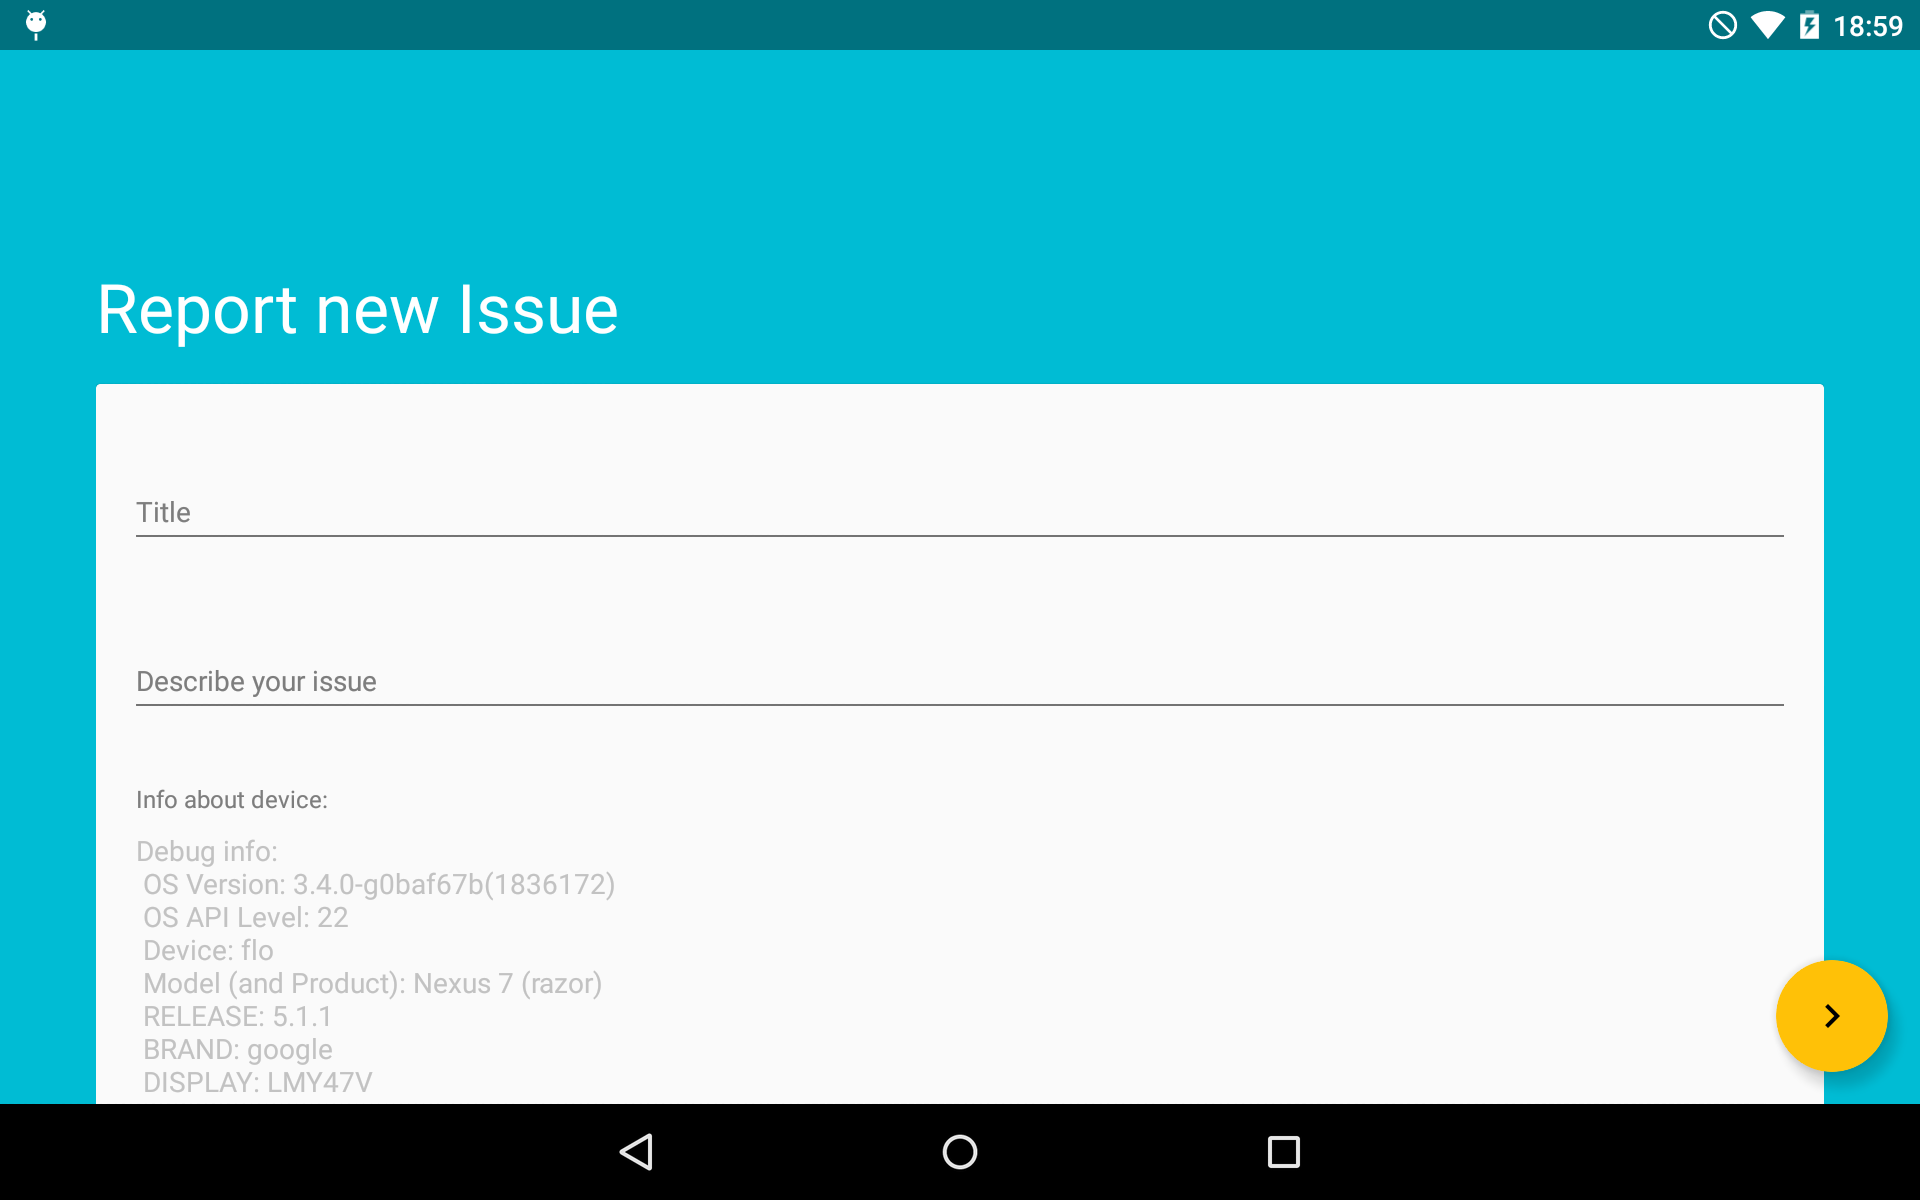 18:59
Report new Issue
Title
Describe your issue
Info about device:
Debug info:
OS Version: 3.4.0-g0baf67b(1836172)
OS API Level: 22
Device: flo
Model (and Product): Nexus 7 (razor)
RELEASE: 5.1.1
BRAND: google
DISPLAY: LMY47V